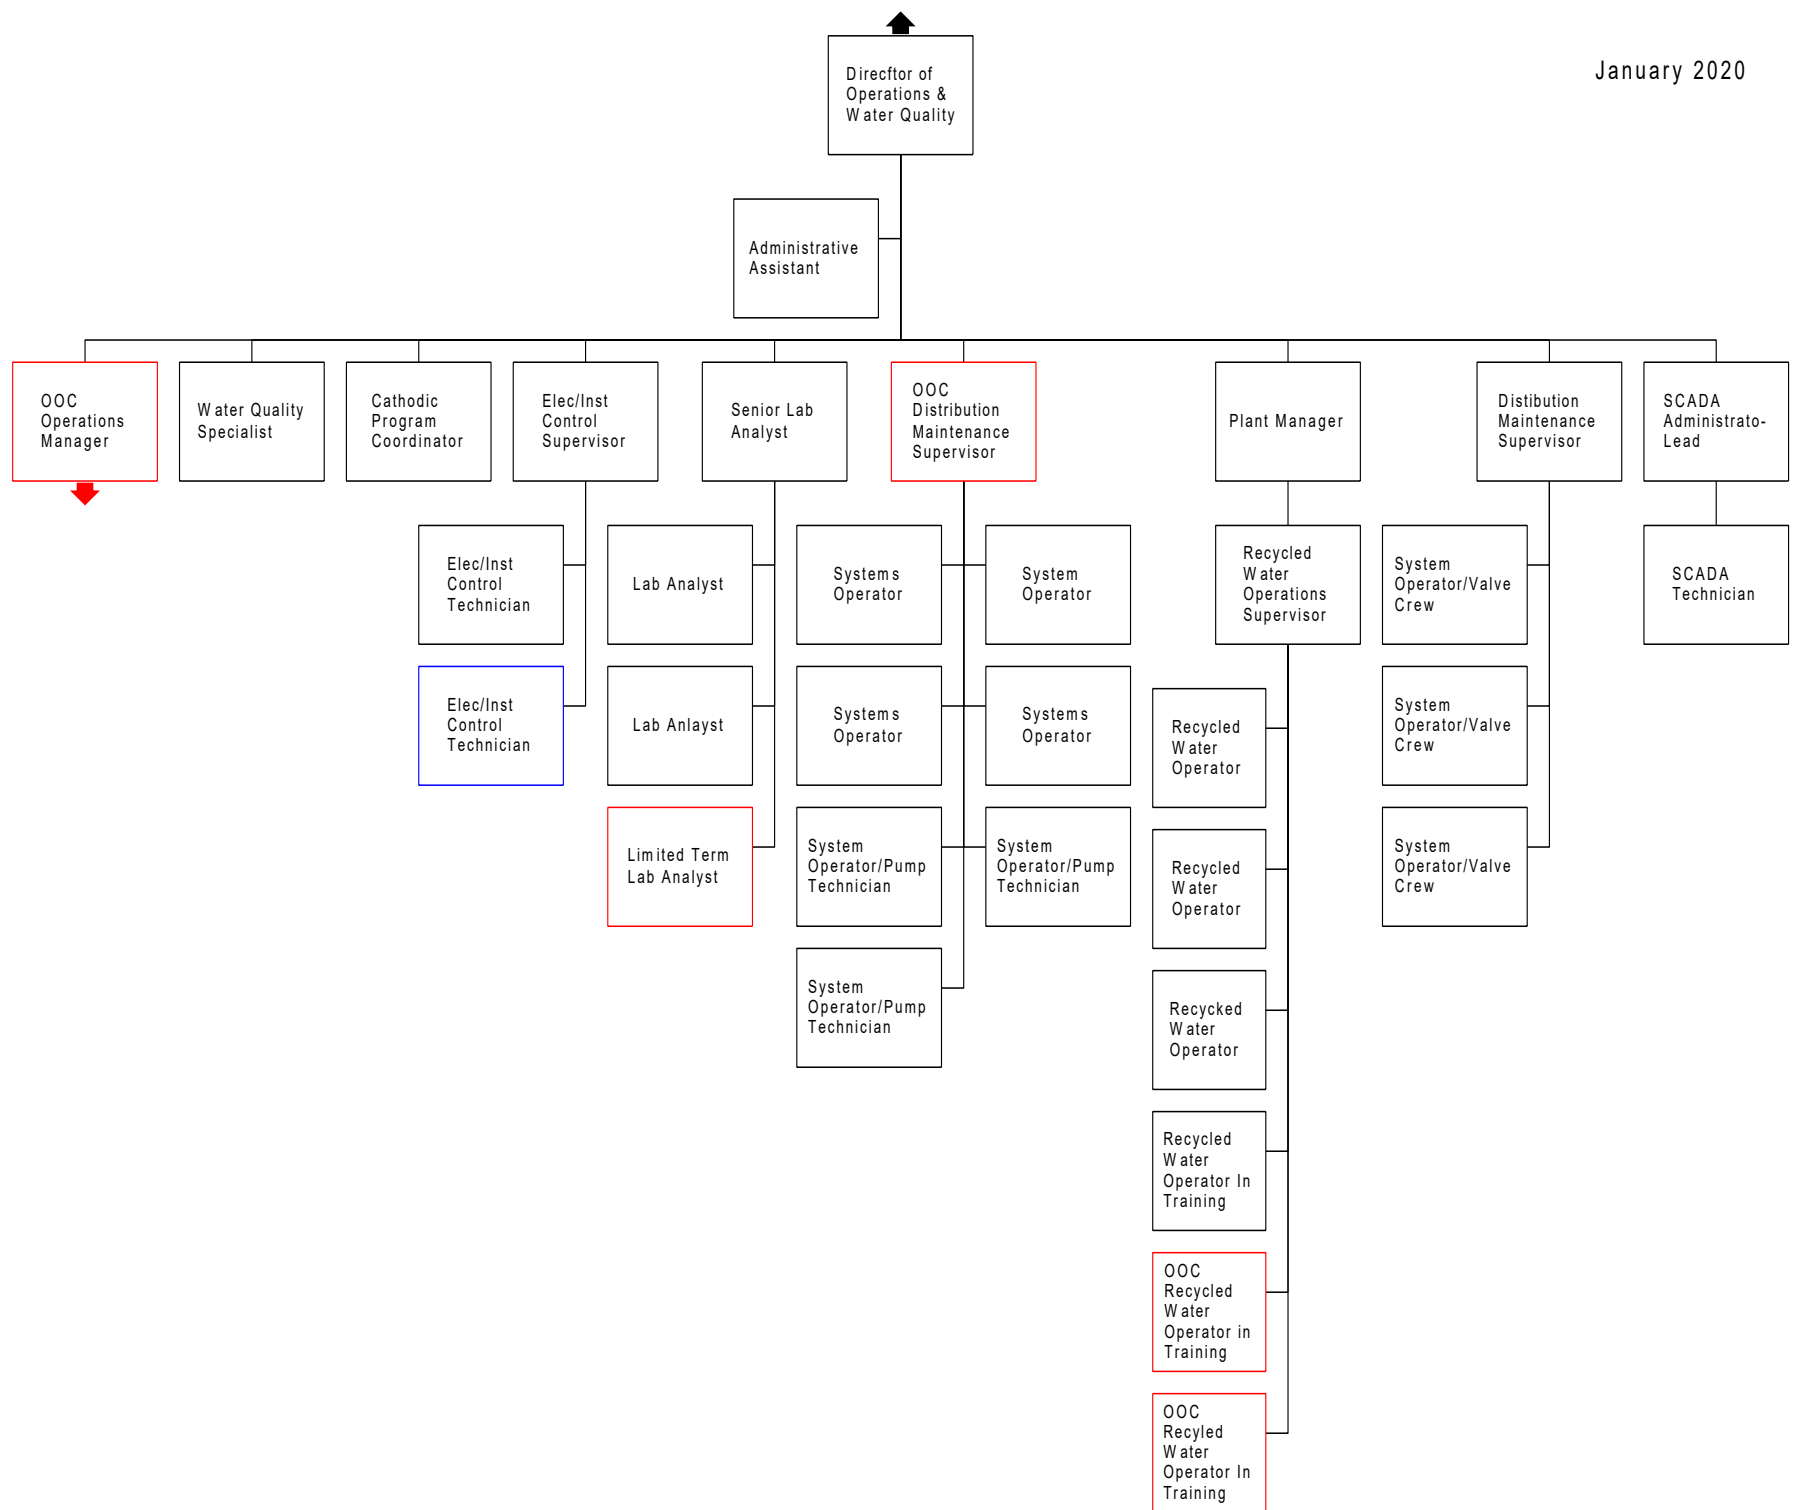 January 2020
Direcftor of
Operations &
Water Quality
Administrative
Assistant
OOC
Operations
Manager
Water Quality
Specialist
Cathodic
Program
Coordinator
Elec/Inst
Control
Supervisor
Senior Lab
Analyst
OOC
Distribution
Maintenance
Supervisor
Plant Manager
Distibution
Maintenance
Supervisor
SCADA
Administrato-
Lead
Elec/Inst
Control
Technician
Lab Analyst
Systems
Operator
System
Operator
Recycled
Water
Operations
Supervisor
System
Operator/Valve
Crew
SCADA
Technician
Elec/Inst
Control
Technician
Lab Anlayst
Systems
Operator
Systems
Operator
Recycled
Water
Operator
System
Operator/Valve
Crew
Limited Term
Lab Analyst
System
Operator/Pump
Technician
System
Operator/Pump
Technician
Recycled
Water
Operator
System
Operator/Valve
Crew
System
Operator/Pump
Technician
Recycked
Water
Operator
Recycled
Water
Operator In
Training
OOC
Recycled
Water
Operator in
Training
OOC
Recyled
Water
Operator In
Training